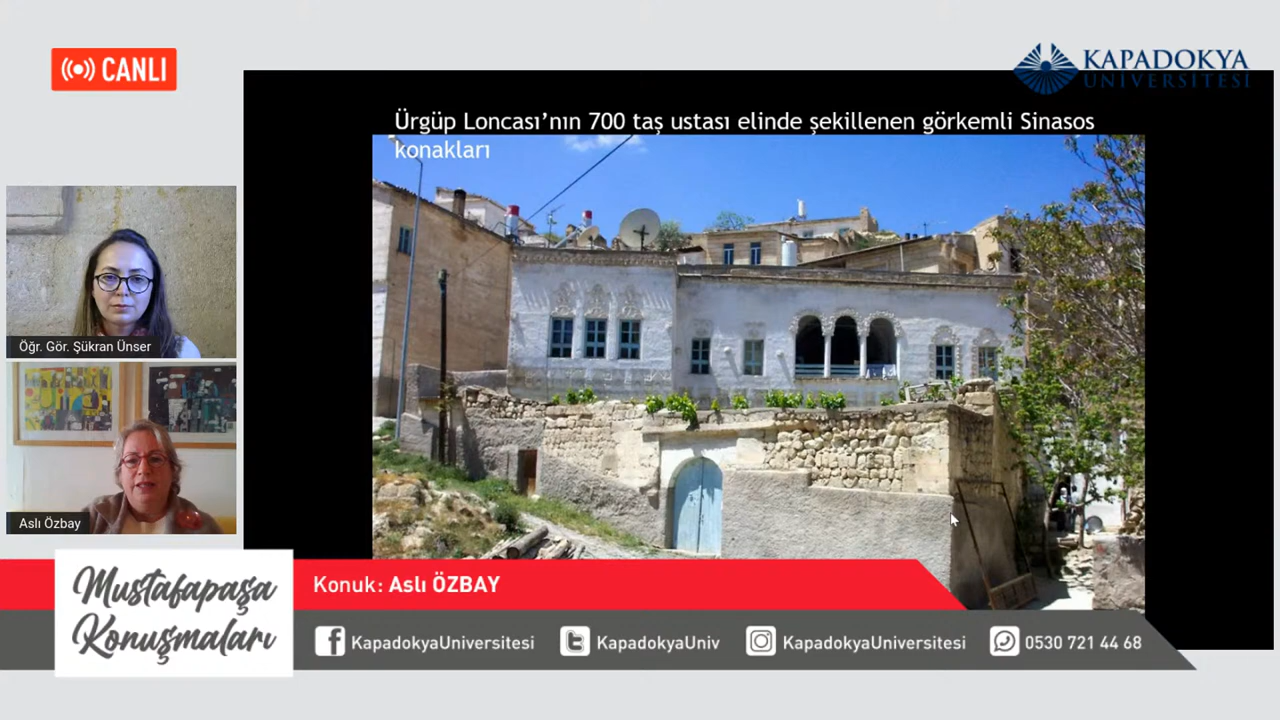 CANLI
KAPADOKYA
ÜNİVERSİTESİ
Ürgüp Loncası’nın 700 taş ustası elinde şekillenen görkemli Sinasos
konakları
Öğr. Gör. Şükran Ünser
Aslı Özbay
Mustafapaşa
Konuşmaları
Konuk: Aslı ÖZBAY
KapadokyaUniversitesi
KapadokyaUniv
KapadokyaUniversitesi
0530 721 44 68